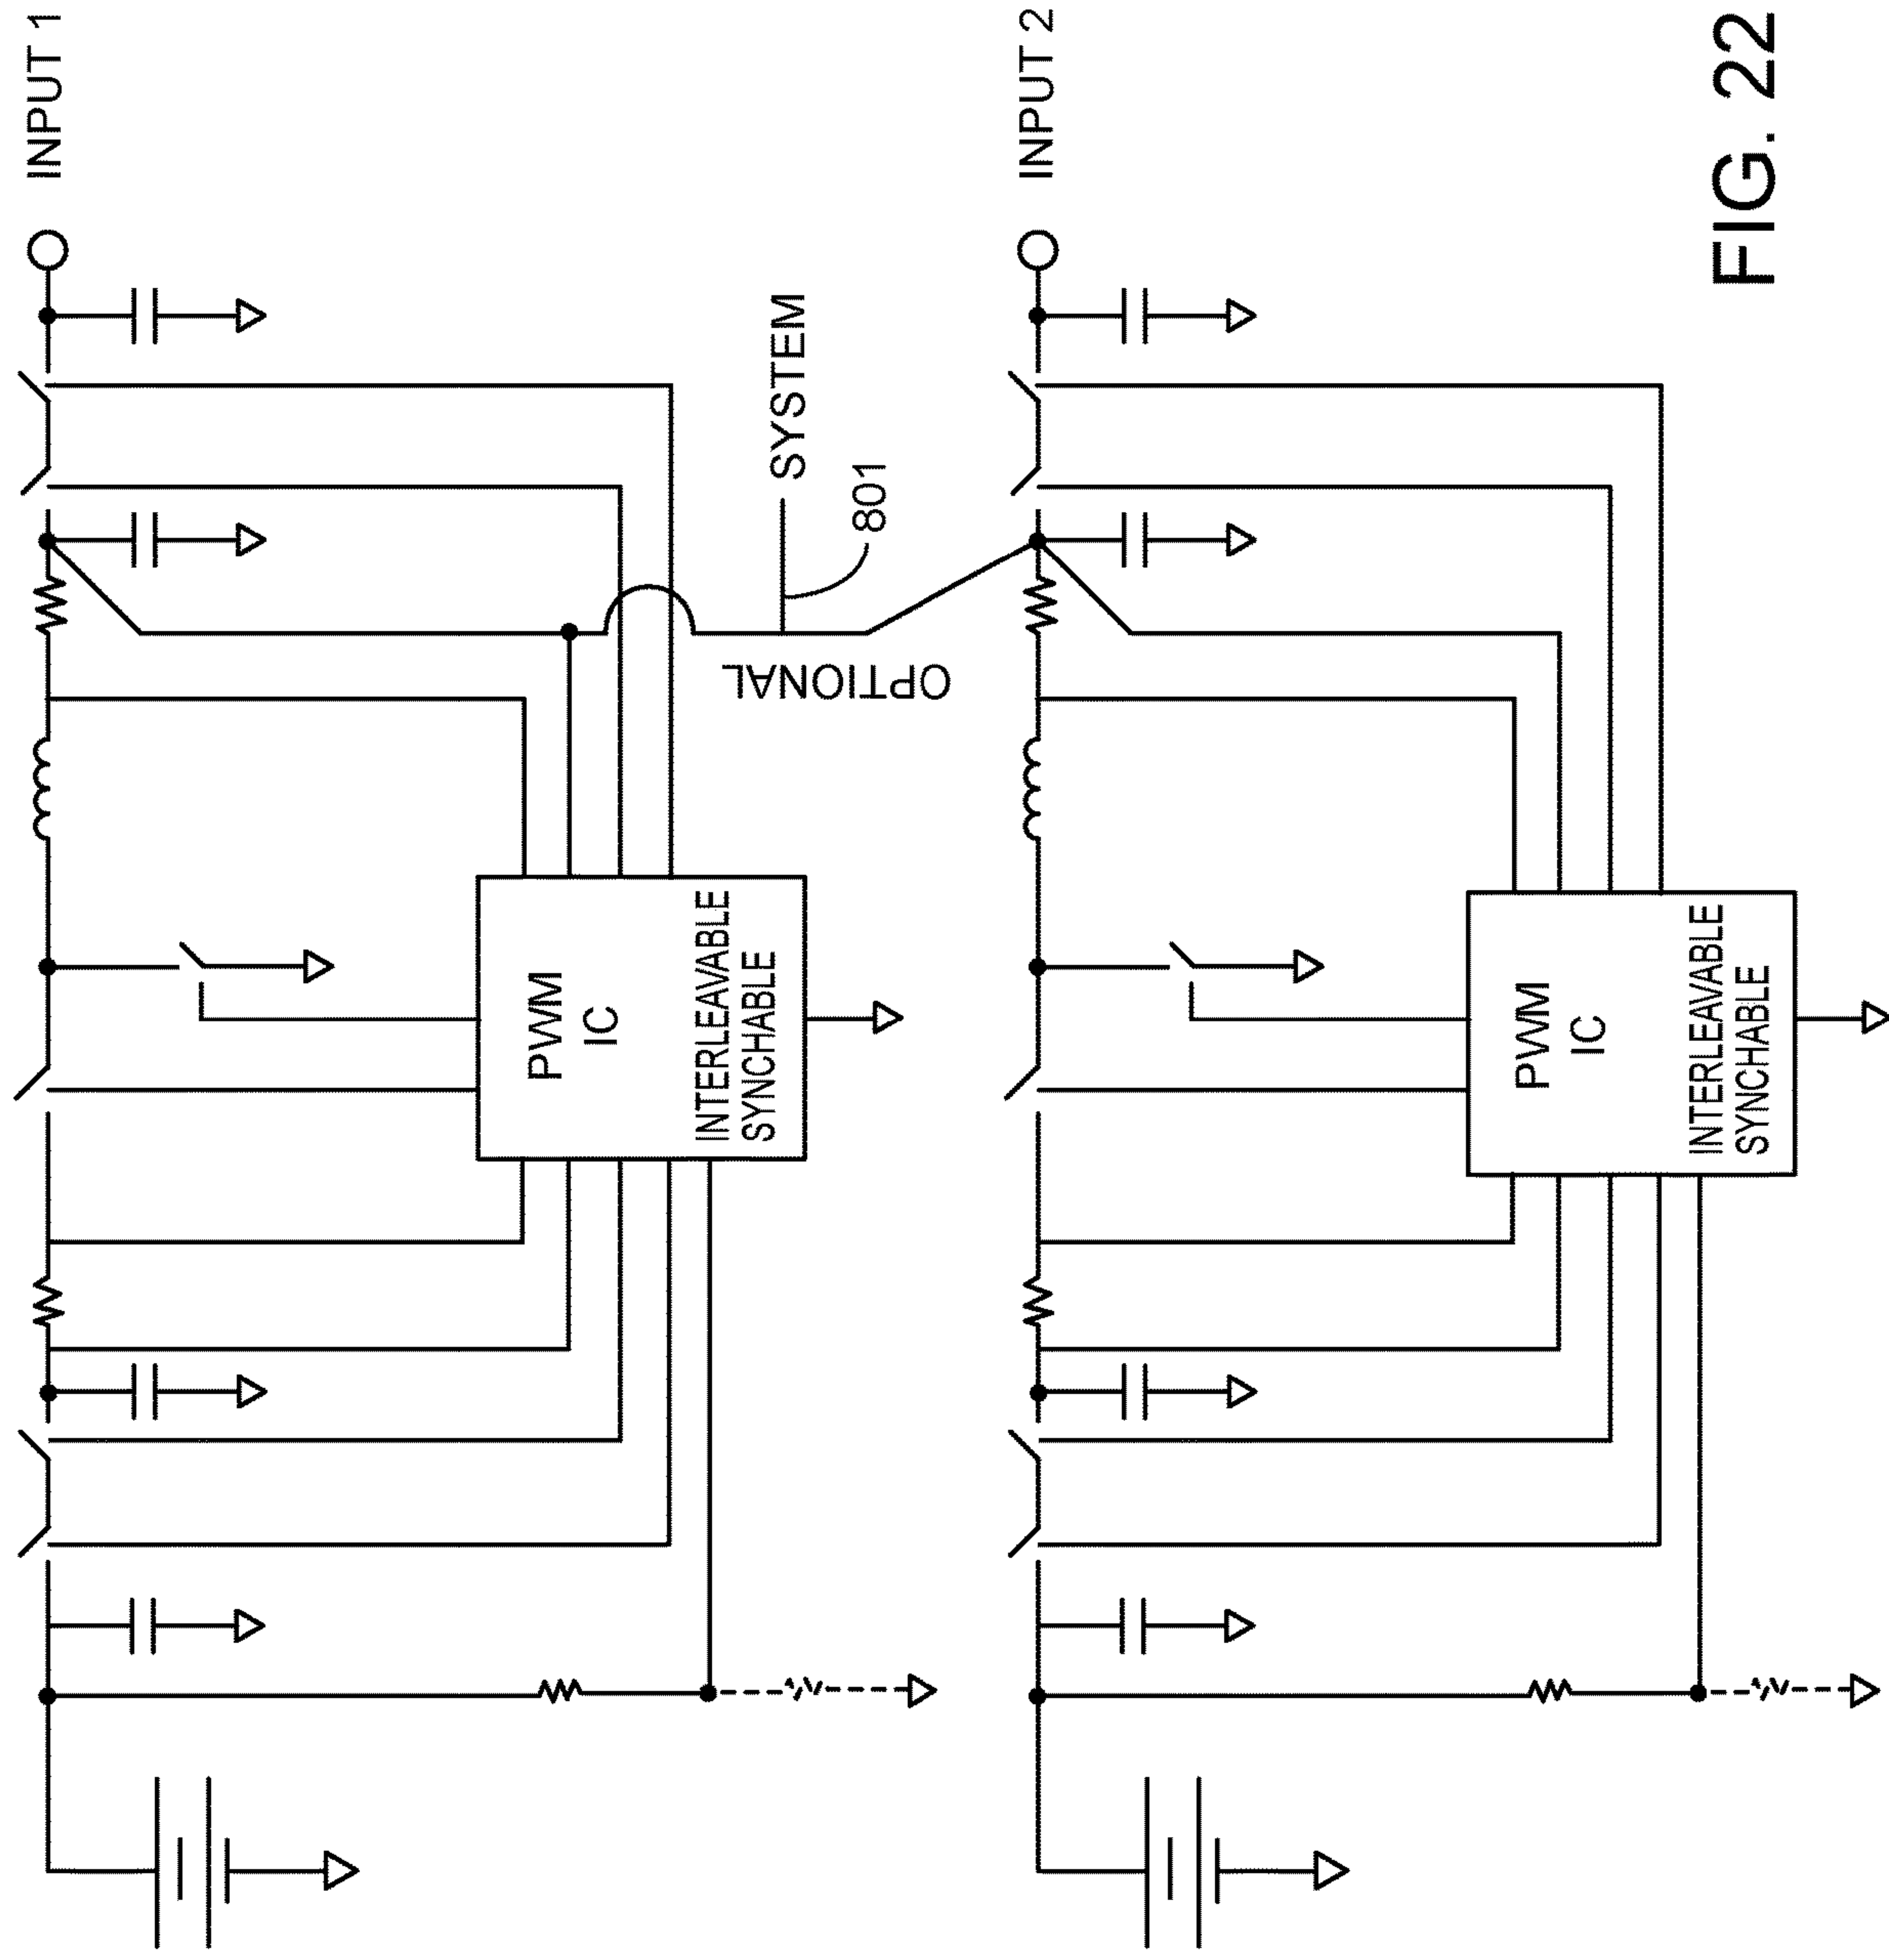 INPUT 1
SYSTEM
801
OPTIONAL
PWM
IC
INTERLEAVABLE
SYNCHABLE
INPUT 2
PWM
IC
INTERLEAVABLE
SYNCHABLE
FIG. 22